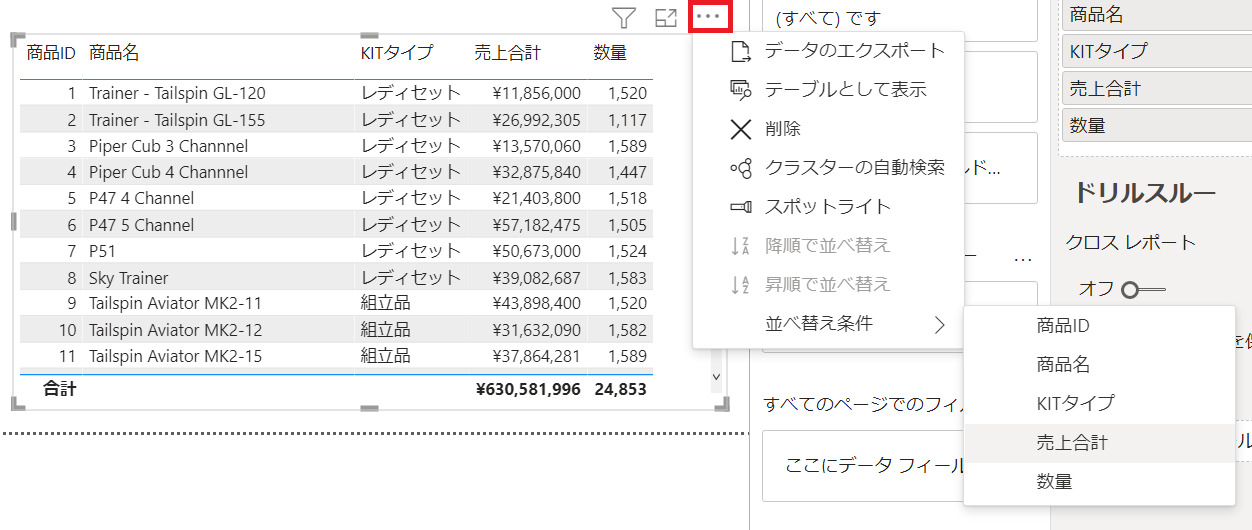 商品ID 商品名 KITタイプ 売上合計 数量
1 Trainer - Tailspin GL-120 レディセット ¥11,856,000 1,520
2 Trainer - Tailspin GL-155 レディセット ¥26,992,305 1,117
3 Piper Cub 3 Channnel レディセット ¥13,570,060 1,589
4 Piper Cub 4 Channnel レディセット ¥32,875,840 1,447
5 P47 4 Channel レディセット ¥21,403,800 1,518
6 P47 5 Channel レディセット ¥57,182,475 1,505
7 P51 レディセット ¥50,673,000 1,524
8 Sky Trainer レディセット ¥39,082,687 1,583
9 Tailspin Aviator MK2-11 組立品 ¥43,898,400 1,520
10 Tailspin Aviator MK2-12 組立品 ¥31,632,090 1,582
11 Tailspin Aviator MK2-15 組立品 ¥37,864,281 1,589
合計 ¥630,581,996 24,853
データのエクスポート
テーブルとして表示
削除
クラスターの自動検索
スポットライト
降順で並べ替え
昇順で並べ替え
並べ替え条件
商品ID
商品名
KITタイプ
売上合計
数量
(すべて) です
ルド...
...
すべてのページでのフィル
ここにデータ フィール
商品名
KITタイプ
売上合計
数量
ドリルスルー
クロス レポート
オフ
を保
ル